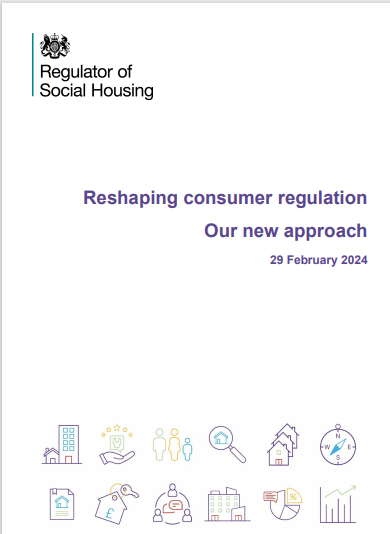 Regulator of
Social Housing
Reshaping consumer regulation
Our new approach
29 February 2024
N
W
E
S
£
%